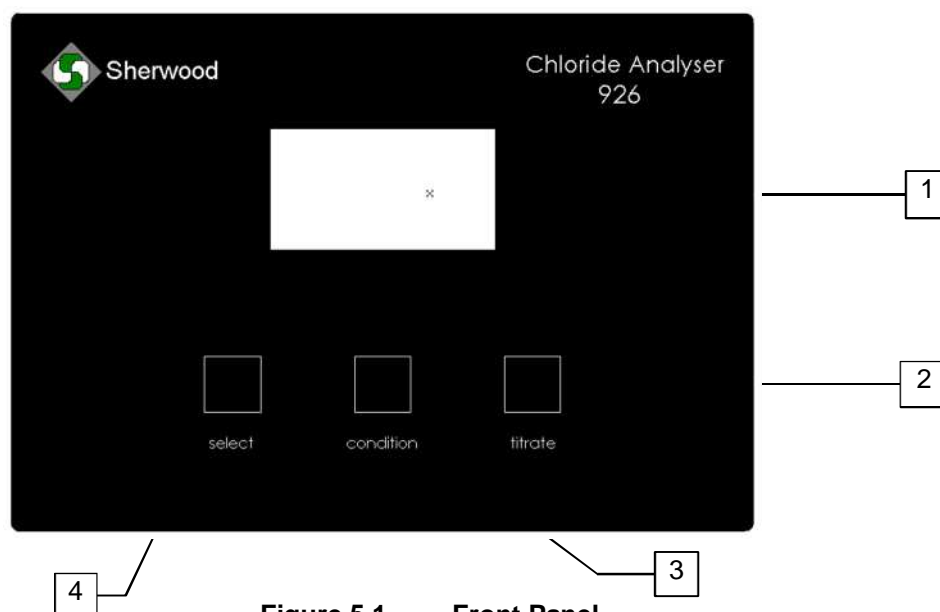 Sherwood
Chloride Analyser
926
x
1
2
select condition titrate
3
4
Figure 5.1 Front Panel